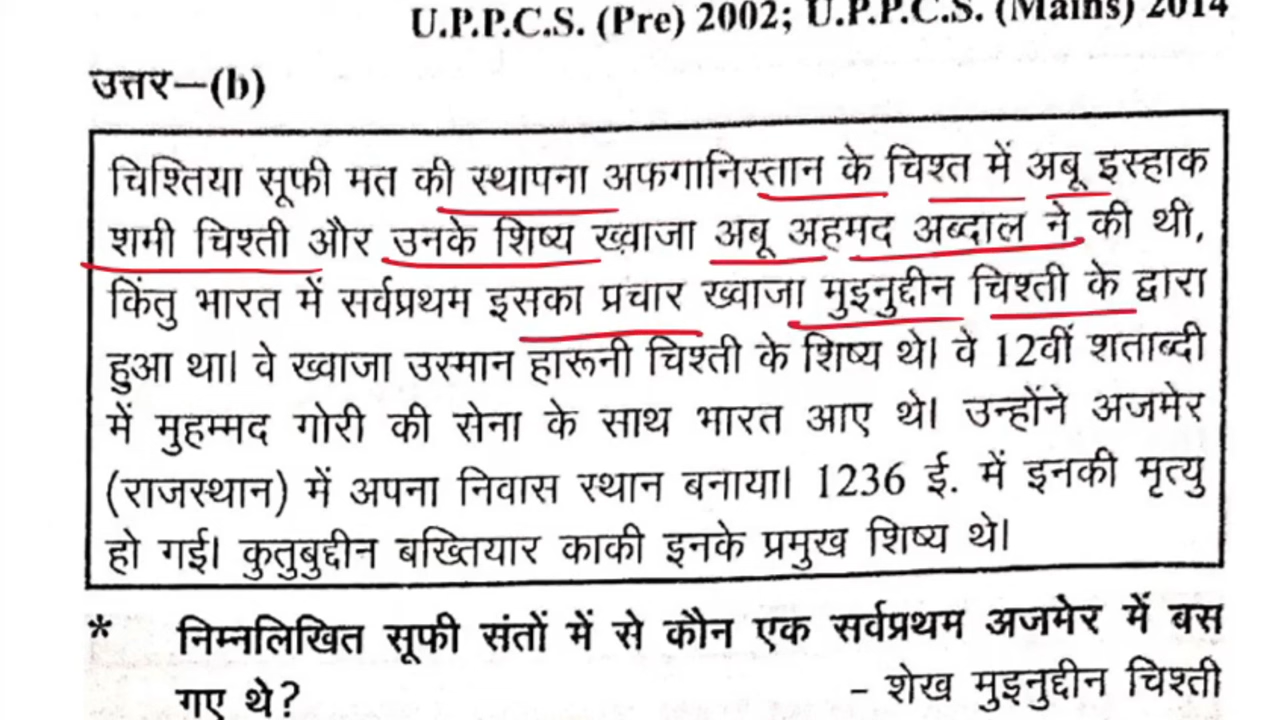 U.P.P.C.S. (Pre) 2002; U.P.P.C.S. (Mains) 2014
उत्तर—(b)
चिश्तिया सूफी मत की स्थापना अफगानिस्तान के चिश्त में अबू इस्हाक
शमी चिश्ती और उनके शिष्य ख्वाजा अबू अहमद अब्दाल ने की थी,
किंतु भारत में सर्वप्रथम इसका प्रचार ख्वाजा मुइनुद्दीन चिश्ती के द्वारा
हुआ था। वे ख्वाजा उस्मान हारूनी चिश्ती के शिष्य थे। वे 12वीं शताब्दी
में मुहम्मद गोरी की सेना के साथ भारत आए थे। उन्होंने अजमेर
(राजस्थान) में अपना निवास स्थान बनाया। 1236 ई. में इनकी मृत्यु
हो गई। कुतुबुद्दीन बख्तियार काकी इनके प्रमुख शिष्य थे।
* निम्नलिखित सूफी संतों में से कौन एक सर्वप्रथम अजमेर में बस
गए थे? – शेख मुइनुद्दीन चिश्ती